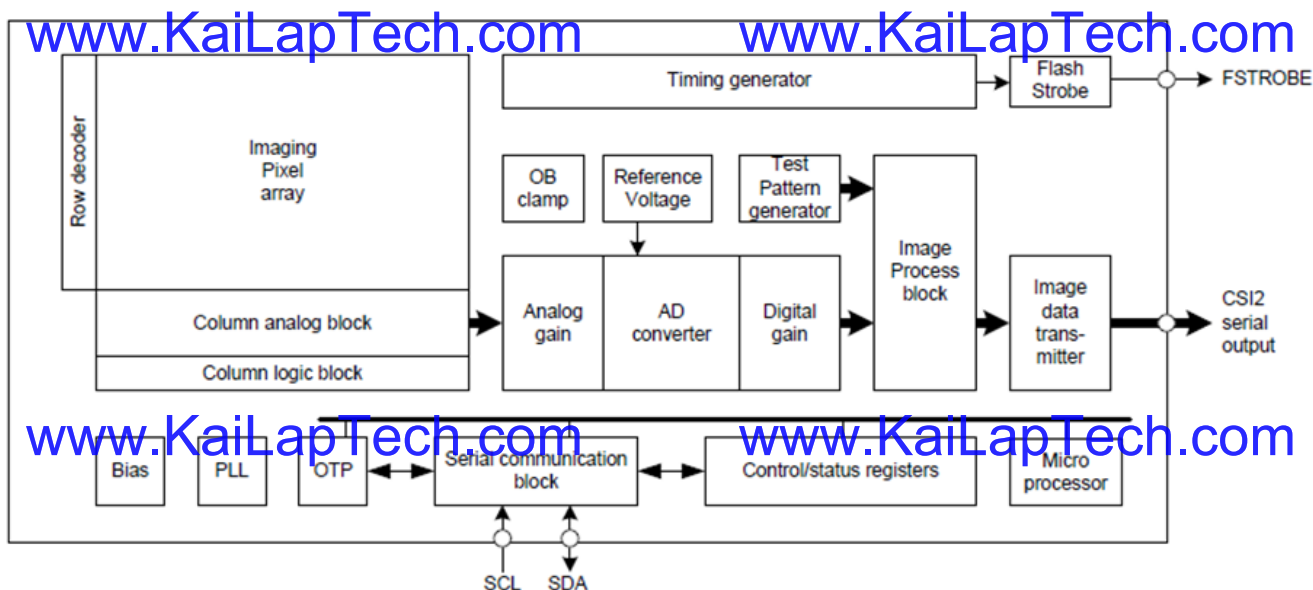 www.KaiLapTech.com
www.KaiLapTech.com
Row decoder
Imaging
Pixel
array
Timing generator
Flash
Strobe
FSTROBE
OB
clamp
Reference
Voltage
Test
Pattern
generator
Image
Process
block
Column analog block
Analog
gain
AD
converter
Digital
gain
Image
data
trans-
mitter
CSI2
serial
output
Column logic block
www.KaiLapTech.com
www.KaiLapTech.com
Bias
PLL
OTP
Serial communication
block
Control/status registers
Micro
processor
SCL
SDA